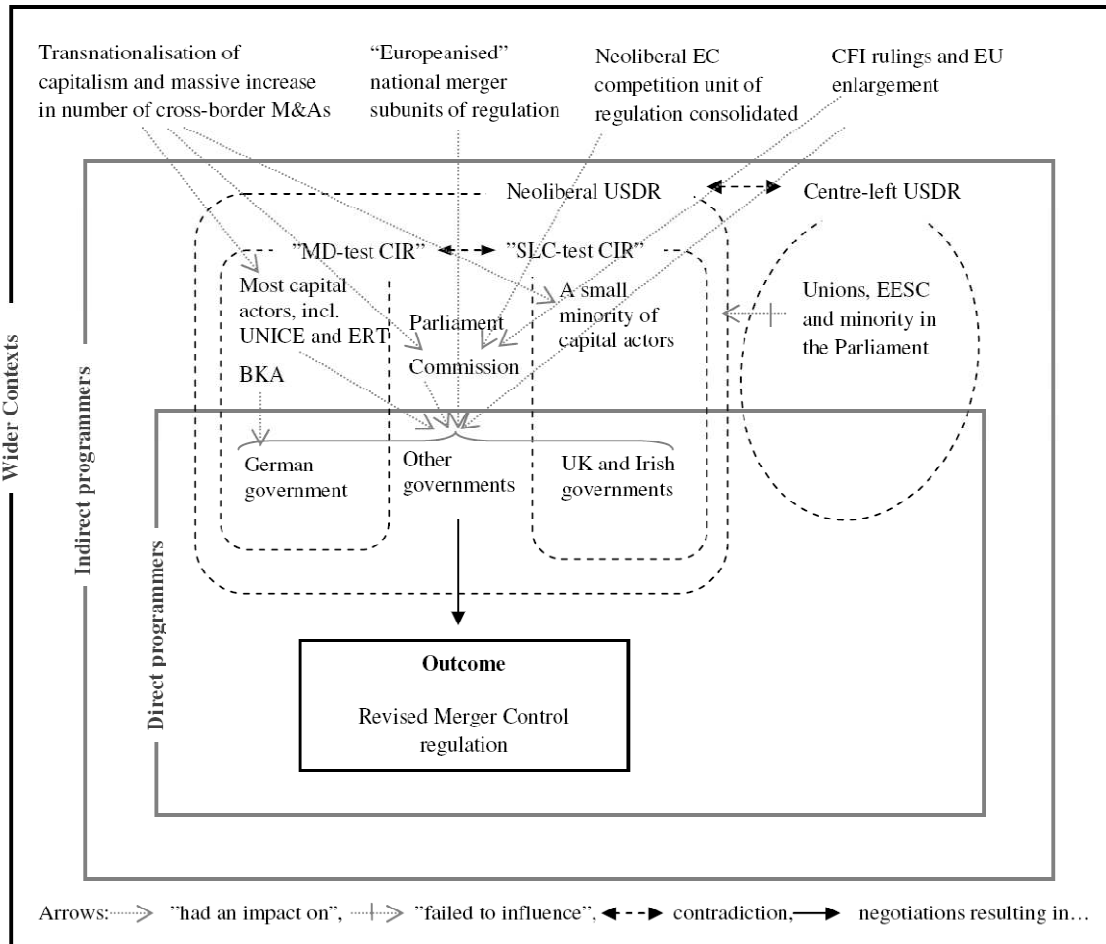 Transnationalisation of
capitalism and massive increase
in number of cross-border M&As
“Europeanised”
national merger
subunits of regulation
Neoliberal EC
competition unit of
regulation consolidated
CFI rulings and EU
enlargement
Neoliberal USDR
Centre-left USDR
”MD-test CIR”
”SLC-test CIR”
Most capital
actors, incl.
UNICE and ERT
BKA
Parliament
Commission
A small
minority of
capital actors
Unions, EESC
and minority in
the Parliament
German
government
Other
governments
UK and Irish
governments
Outcome
Revised Merger Control
regulation
Wider Contexts
Indirect programmers
Direct programmers
Arrows: ”had an impact on”, ”failed to influence”, contradiction, negotiations resulting in…